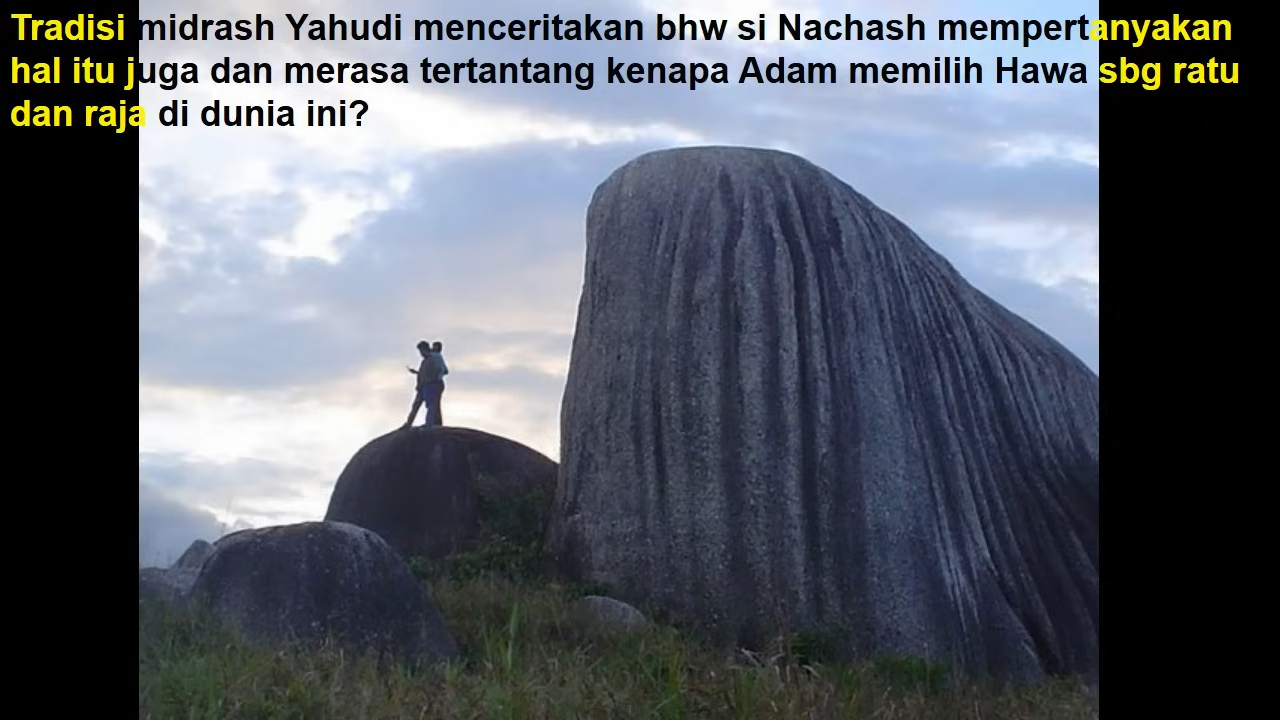 Tradisi midrash Yahudi menceritakan bhw si Nachash mempertanyakan
hal itu juga dan merasa tertantang kenapa Adam memilih Hawa sbg ratu
dan raja di dunia ini?